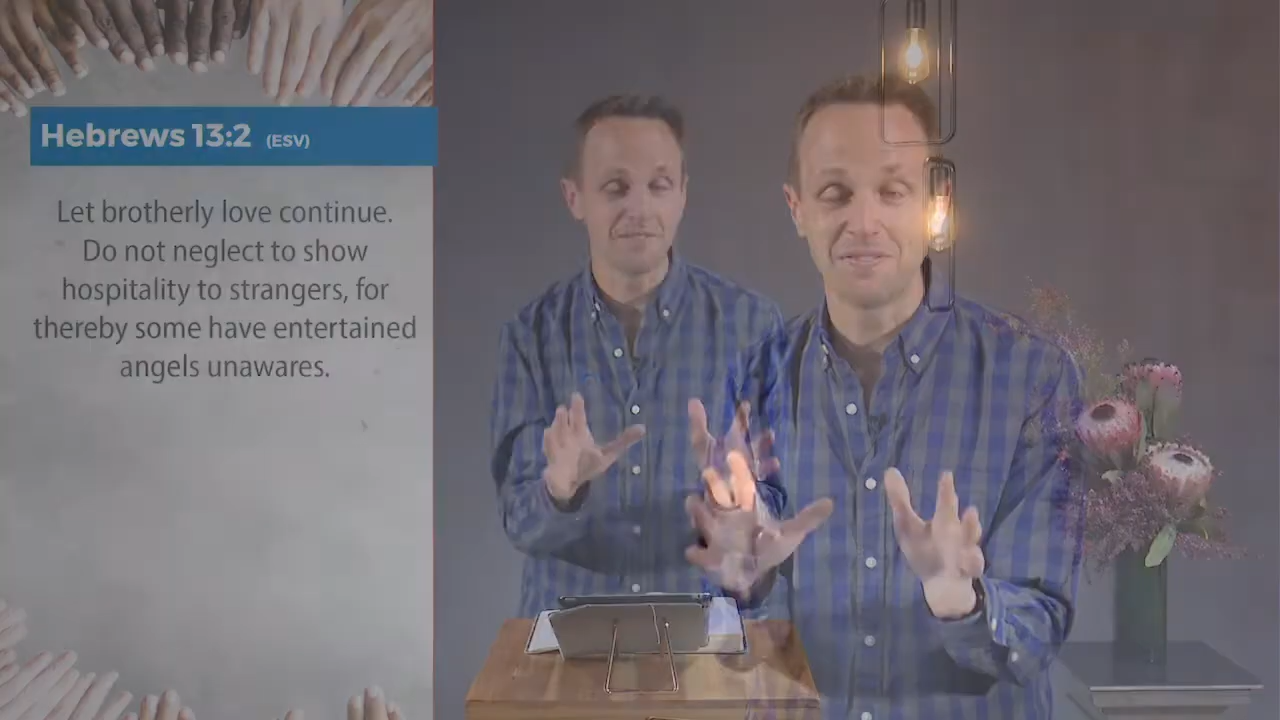 Hebrews 13:2 (ESV)
Let brotherly love continue.
Do not neglect to show
hospitality to strangers, for
thereby some have entertained
angels unawares.